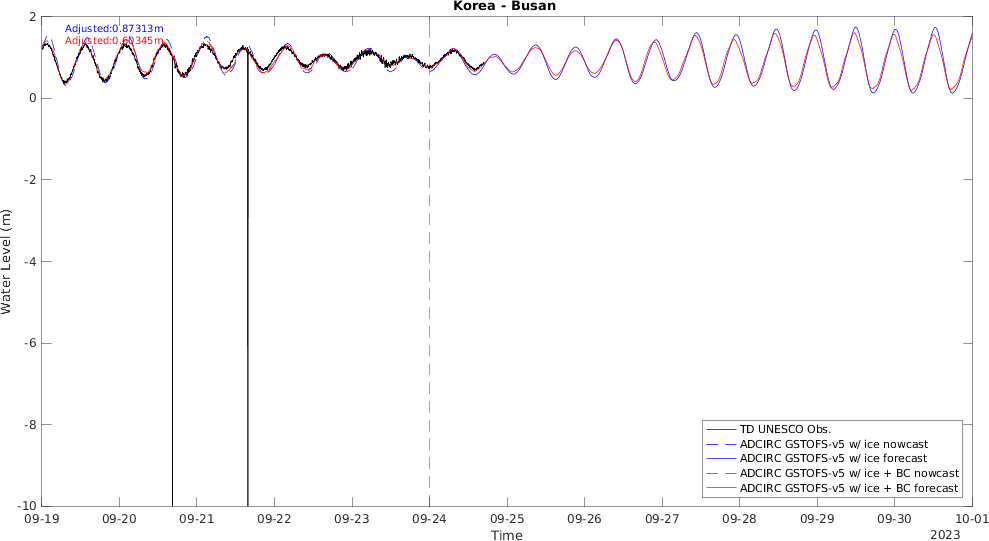 Korea - Busan
Adjusted:0.87313m
Adjusted:0.60345m
2
0
-2
-4
-6
-8
-10
Water Level (m)
TD UNESCO Obs.
ADCIRC GSTOFS-v5 w/ ice nowcast
ADCIRC GSTOFS-v5 w/ ice forecast
ADCIRC GSTOFS-v5 w/ ice + BC nowcast
ADCIRC GSTOFS-v5 w/ ice + BC forecast
09-19 09-20 09-21 09-22 09-23 09-24 09-25 09-26 09-27 09-28 09-29 09-30 10-01
Time
2023